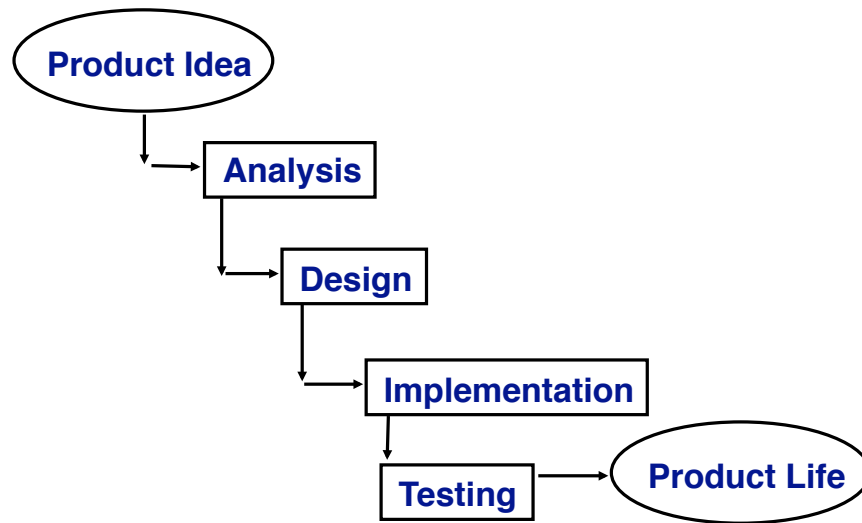 Product Idea
Analysis
Design
Implementation
Testing
Product Life